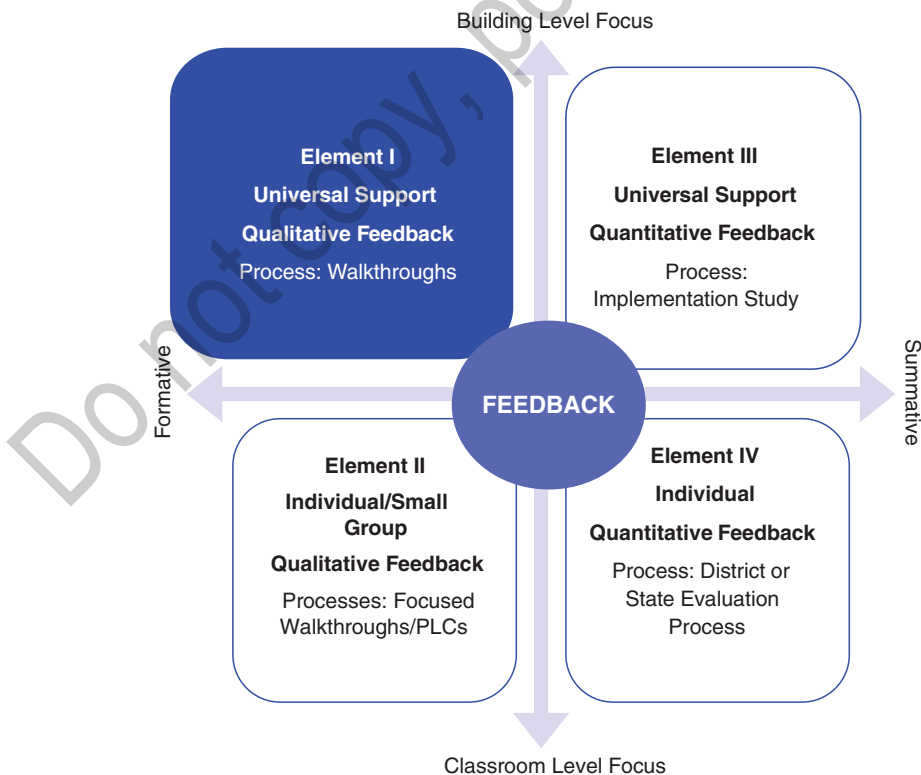 Building Level Focus
Element I
Universal Support
Qualitative Feedback
Process: Walkthroughs
Element III
Universal Support
Quantitative Feedback
Process:
Implementation Study
Formative
FEEDBACK
Summative
Element II
Individual/Small
Group
Qualitative Feedback
Processes: Focused
Walkthroughs/PLCs
Element IV
Individual
Quantitative Feedback
Process: District or
State Evaluation
Process
Classroom Level Focus
Do not copy,